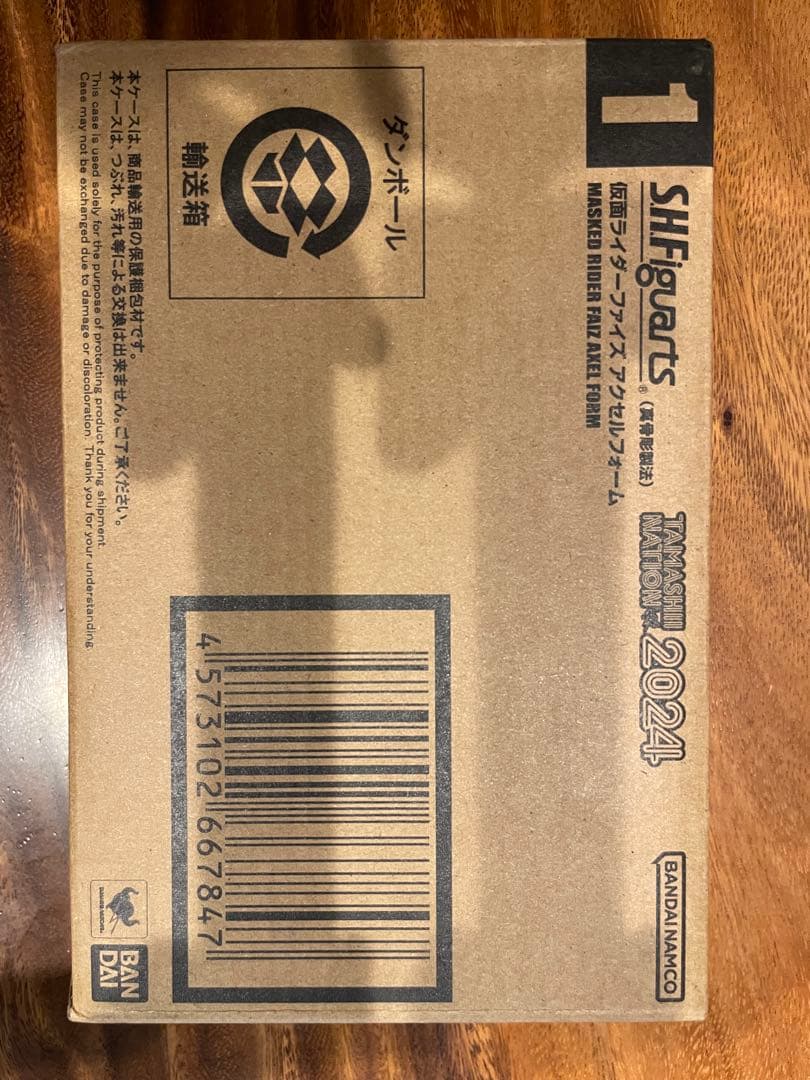 1
S.H.Figuarts® (真骨彫製法)
仮面ライダーファイズ アクセルフォーム
MASKED RIDER FAIZ AXEL FORM
TAMASHII
NATION
2024
BANDAI NAMCO
ダンボール
輸送箱
4 573102 667847
本ケースは、商品輸送用の保護梱包材です。
本ケースは、つぶれ、汚れ等による交換は出来ません。ご了承ください。
This case is used solely for the purpose of protecting product during shipment.
Case may not be exchanged due to damage or discoloration. Thank you for your understanding.
BAN
DAI